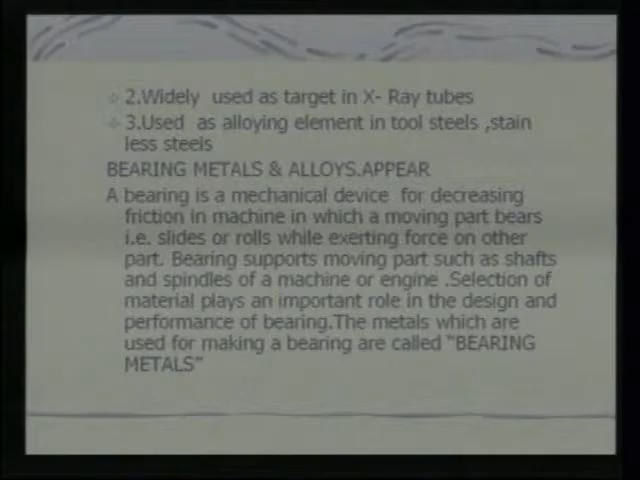 2.Widely used as target in X- Ray tubes
3.Used as alloying element in tool steels ,stain
less steels
BEARING METALS & ALLOYS.APPEAR
A bearing is a mechanical device for decreasing
friction in machine in which a moving part bears
i.e. slides or rolls while exerting force on other
part. Bearing supports moving part such as shafts
and spindles of a machine or engine .Selection of
material plays an important role in the design and
performance of bearing.The metals which are
used for making a bearing are called "BEARING
METALS"